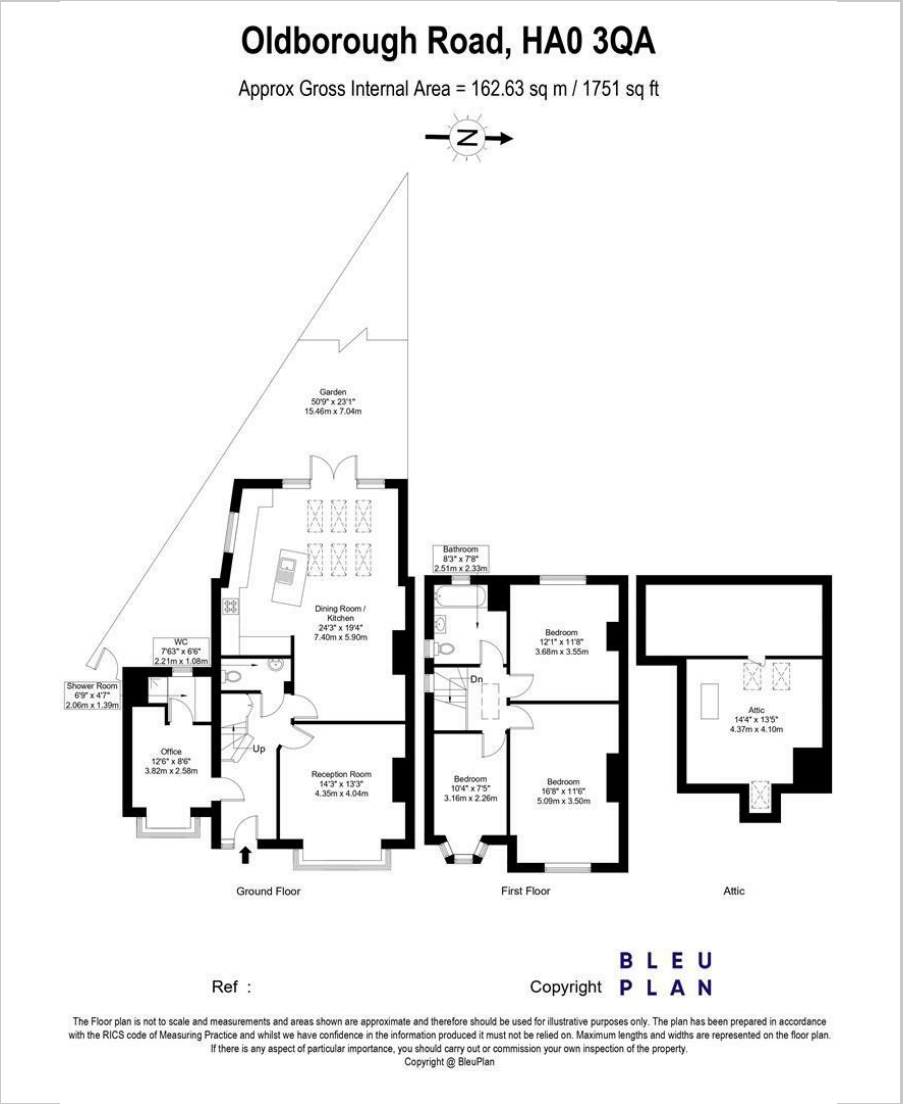 Oldborough Road, HA0 3QA
Approx Gross Internal Area = 162.63 sq m / 1751 sq ft
N
Garden
50'9" x 23'1"
15.46m x 7.04m
Dining Room /
Kitchen
24'3" x 19'4"
7.40m x 5.90m
WC
7'63" x 6'6"
2.21m x 1.08m
Shower Room
6'9" x 4'7"
2.06m x 1.39m
Office
12'6" x 8'6"
3.82m x 2.58m
Up
Reception Room
14'3" x 13'3"
4.35m x 4.04m
Ground Floor
Bathroom
8'3" x 7'8"
2.51m x 2.33m
Bedroom
12'1" x 11'8"
3.68m x 3.55m
Dn
Bedroom
10'4" x 7'5"
3.16m x 2.26m
Bedroom
16'8" x 11'6"
5.09m x 3.50m
First Floor
Attic
14'4" x 13'5"
4.37m x 4.10m
Attic
Ref :
Copyright
BLEU
PLAN
The Floor plan is not to scale and measurements and areas shown are approximate and therefore should be used for illustrative purposes only. The plan has been prepared in accordance
with the RICS code of Measuring Practice and whilst we have confidence in the information produced it must not be relied on. Maximum lengths and widths are represented on the floor plan.
If there is any aspect of particular importance, you should carry out or commission your own inspection of the property.
Copyright @ BleuPlan